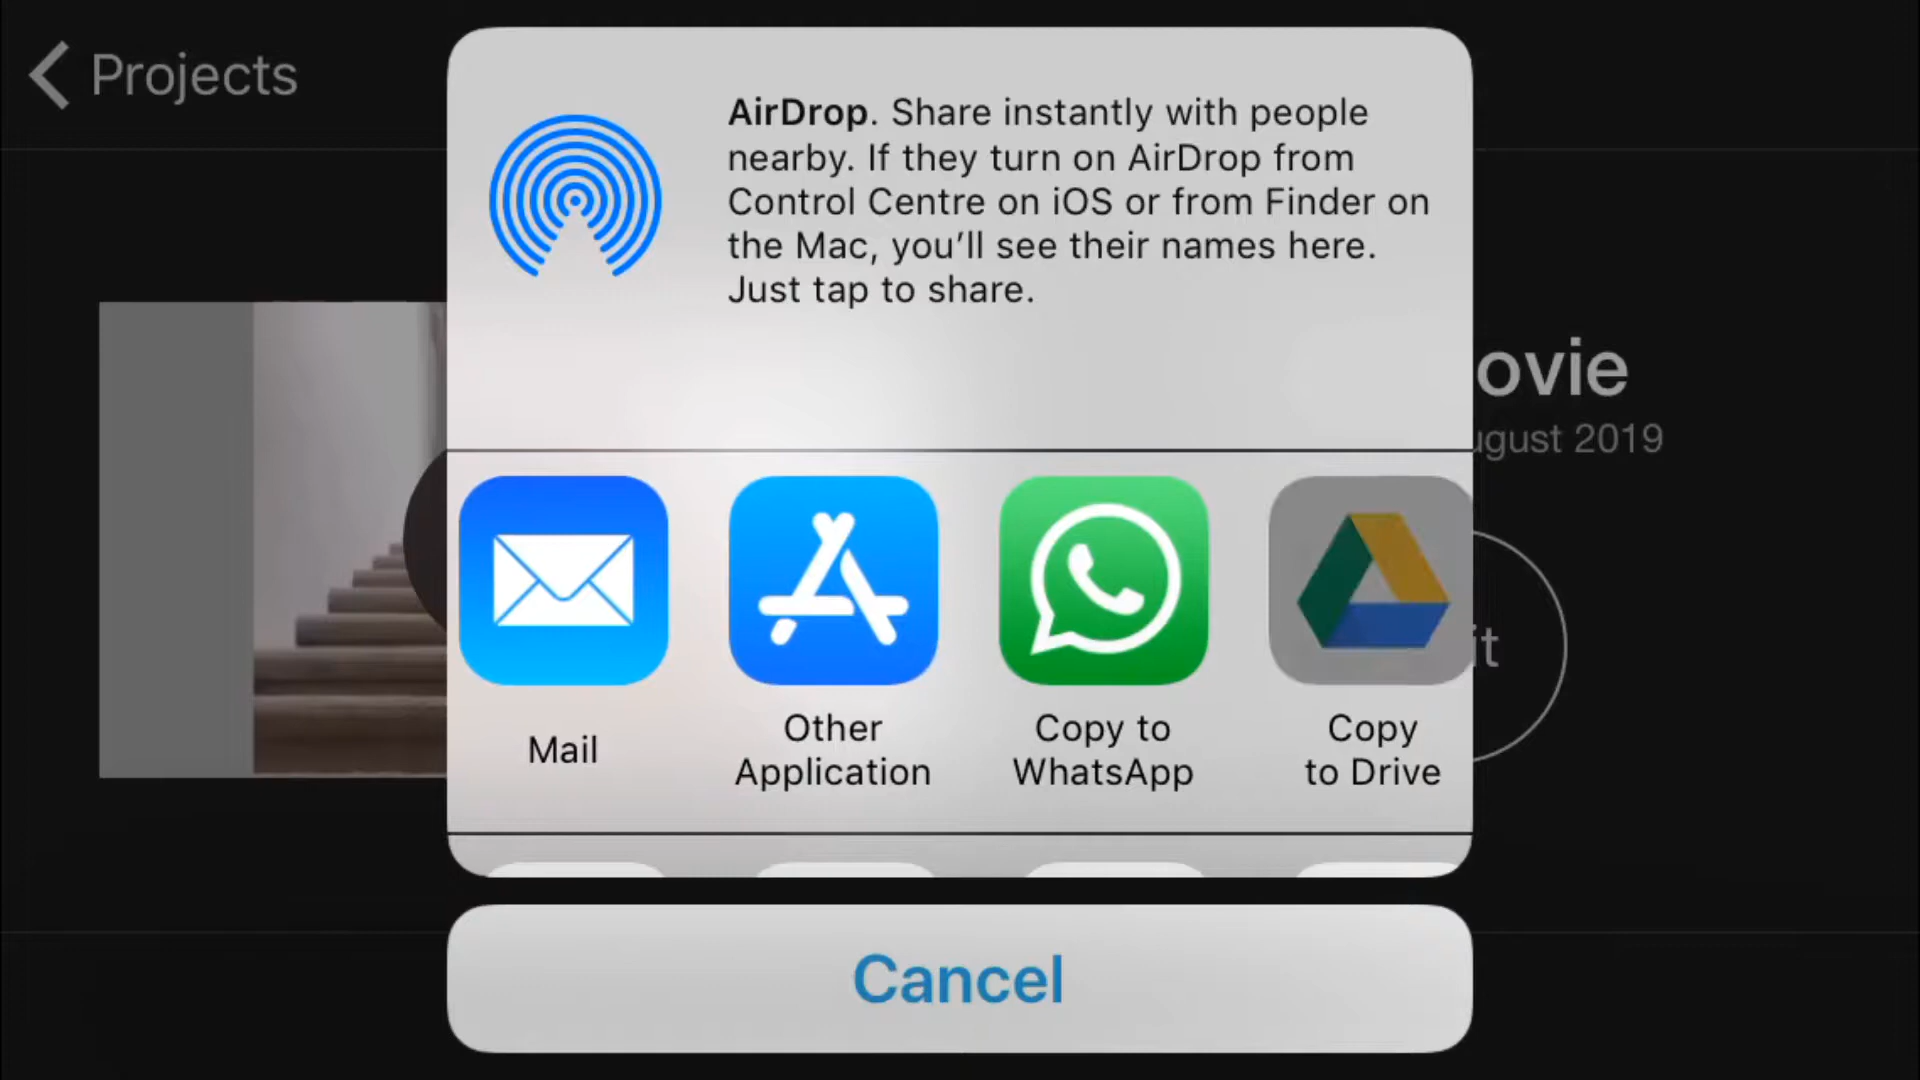 Projects
AirDrop. Share instantly with people
nearby. If they turn on AirDrop from
Control Centre on iOS or from Finder on
the Mac, you’ll see their names here.
Just tap to share.
ovie
ugust 2019
it
Mail
Other
Application
Copy to
WhatsApp
Copy
to Drive
Cancel